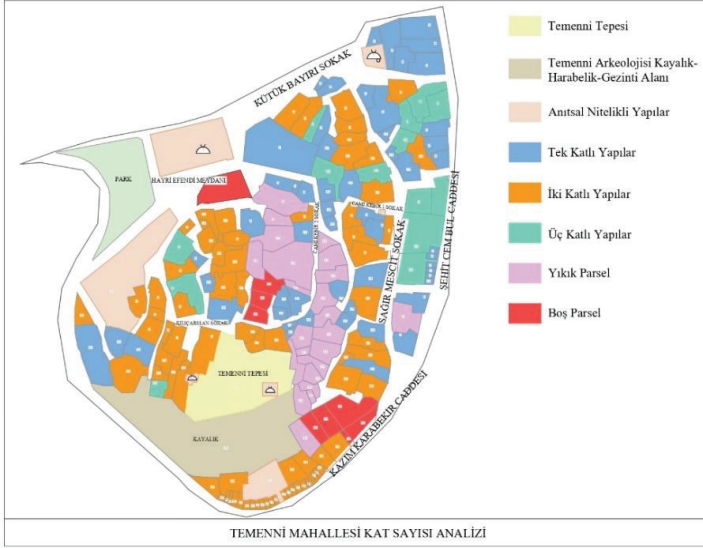 KÜTÜK BAYIRI SOKAK
PARK
HAYRİ EFENDİ MEYDANI
ŞEHİT CEM BUL CADDESİ
SAĞIR MESCİT SOKAK
TEMENNİ TEPESİ
KAYALIK
KAZIM KARABEKİR CADDESİ
Temenni Tepesi
Temenni Arkeolojisi Kayalık-
Harabelik-Gezinti Alanı
Anıtsal Nitelikli Yapılar
Tek Katlı Yapılar
İki Katlı Yapılar
Üç Katlı Yapılar
Yıkık Parsel
Boş Parsel
TEMENNİ MAHALLESİ KAT SAYISI ANALİZİ